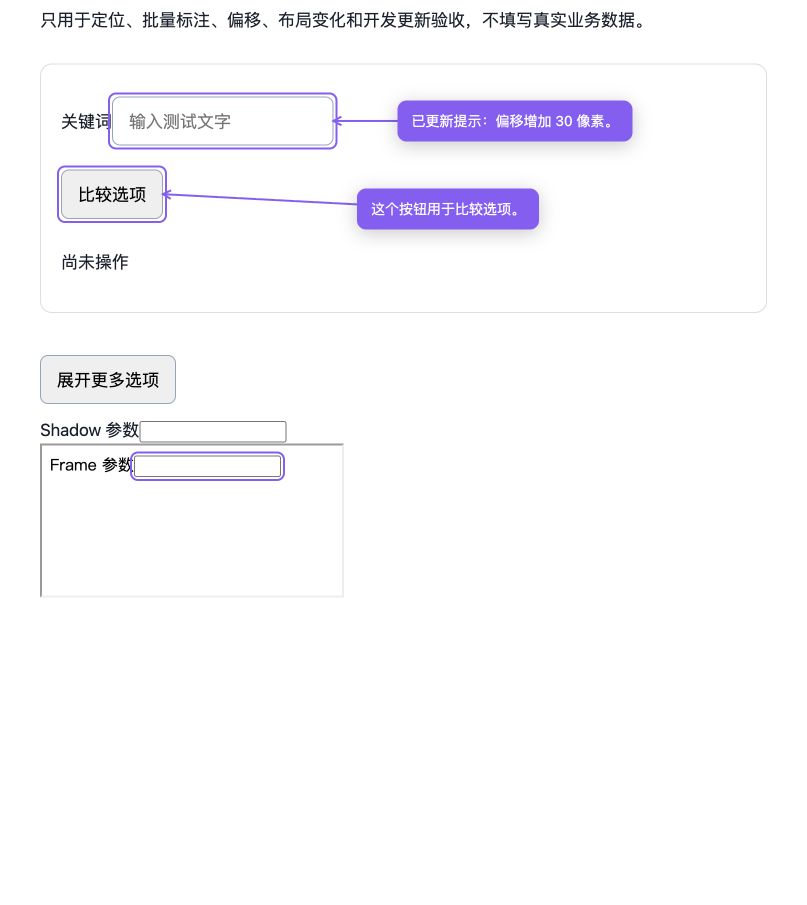 只用于定位、批量标注、偏移、布局变化和开发更新验收，不填写真实业务数据。
关键词 输入测试文字 已更新提示：偏移增加 30 像素。
比较选项
这个按钮用于比较选项。
尚未操作
展开更多选项
Shadow 参数
Frame 参数